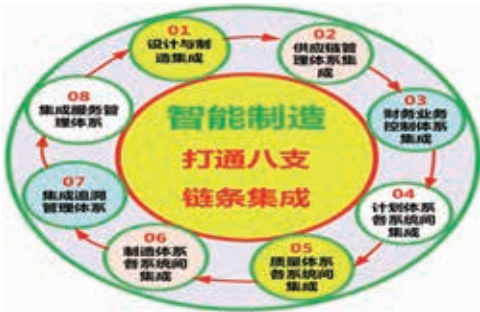 智能制造
打通八支
链条集成
01
设计与制
造集成
02
供应链管
理体系集
成
03
财务业务
控制体系
集成
04
计划体系
各系统间
集成
05
质量体系
各系统间
集成
06
制造体系
各系统间
集成
07
集成追溯
管理体系
08
集成服务管
理体系